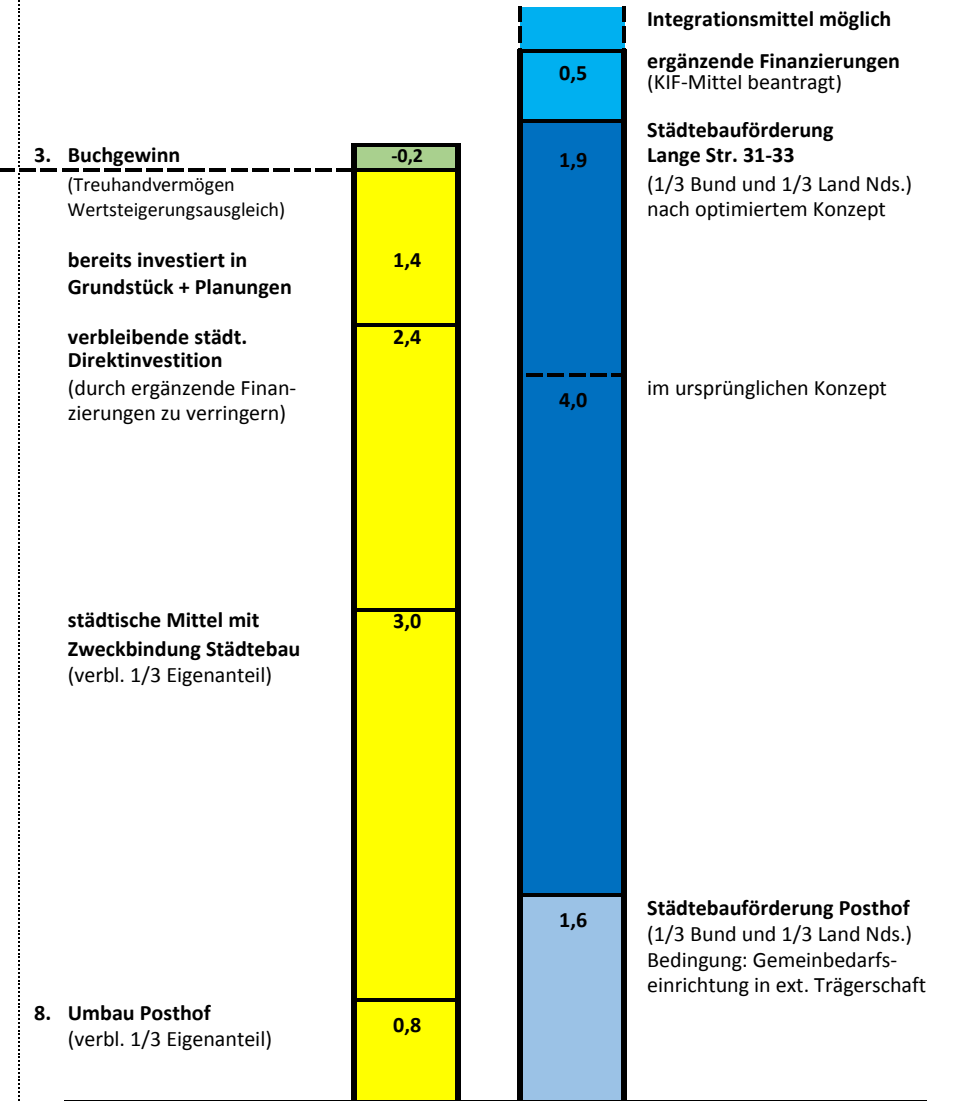 Integrationsmittel möglich
0,5
ergänzende Finanzierungen
(KIF-Mittel beantragt)
3. Buchgewinn
-0,2
(Treuhandvermögen
Wertsteigerungsausgleich)
1,9
Städtebauförderung
Lange Str. 31-33
(1/3 Bund und 1/3 Land Nds.)
nach optimiertem Konzept
bereits investiert in
Grundstück + Planungen
1,4
verbleibende städt.
Direktinvestition
(durch ergänzende Finan-
zierungen zu verringern)
2,4
4,0
im ursprünglichen Konzept
städtische Mittel mit
Zweckbindung Städtebau
(verbl. 1/3 Eigenanteil)
3,0
1,6
Städtebauförderung Posthof
(1/3 Bund und 1/3 Land Nds.)
Bedingung: Gemeinbedarfs-
einrichtung in ext. Trägerschaft
8. Umbau Posthof
(verbl. 1/3 Eigenanteil)
0,8